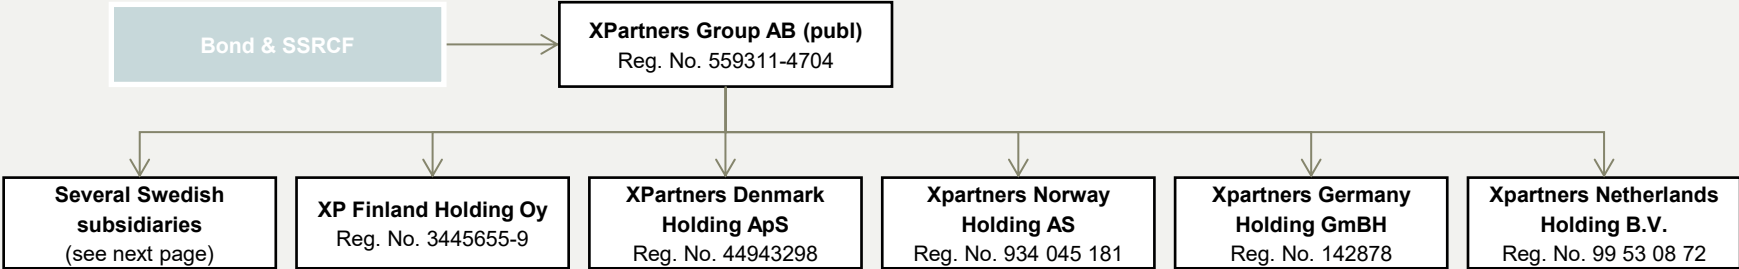 Bond & SSRCF
XPartners Group AB (publ)
Reg. No. 559311-4704
Several Swedish
subsidiaries
(see next page)
XP Finland Holding Oy
Reg. No. 3445655-9
XPartners Denmark
Holding ApS
Reg. No. 44943298
Xpartners Norway
Holding AS
Reg. No. 934 045 181
Xpartners Germany
Holding GmBH
Reg. No. 142878
Xpartners Netherlands
Holding B.V.
Reg. No. 99 53 08 72